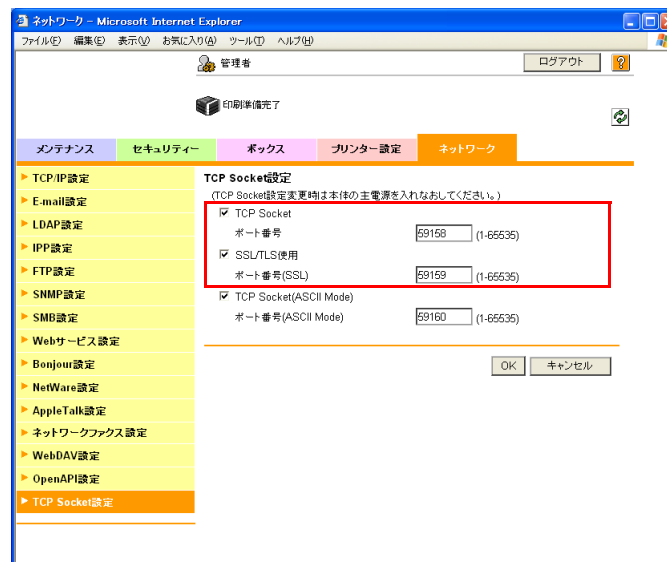 ネットワーク - Microsoft Internet Explorer
ファイル(F) 編集(E) 表示(V) お気に入り(A) ツール(T) ヘルプ(H)
管理者 ログアウト ?
印刷準備完了
メンテナンス セキュリティー ボックス プリンター設定 ネットワーク
TCP/IP設定
E-mail設定
LDAP設定
IPP設定
FTP設定
SNMP設定
SMB設定
Webサービス設定
Bonjour設定
NetWare設定
AppleTalk設定
ネットワークファクス設定
WebDAV設定
OpenAPI設定
TCP Socket設定
TCP Socket設定
(TCP Socket設定変更時は本体の主電源を入れなおしてください。)
TCP Socket
ポート番号 59158 (1-65535)
SSL/TLS使用
ポート番号(SSL) 59159 (1-65535)
TCP Socket(ASCII Mode)
ポート番号(ASCII Mode) 59160 (1-65535)
OK キャンセル